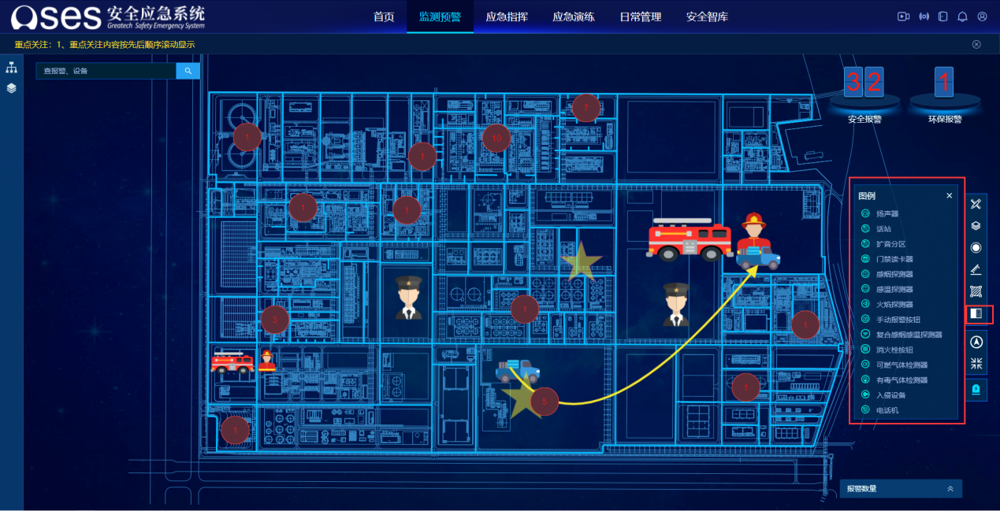 OSES 安全应急系统
Greatech Safety Emergency System
首页 监测预警 应急指挥 应急演练 日常管理 安全智库
重点关注：1、重点关注内容按先后顺序滚动显示
查报警、设备
3 2
安全报警
1
环保报警
7
1
10
1
1
1
3
1
1
1
5
1
图例
扬声器
话站
扩音分区
门禁读卡器
感烟探测器
感温探测器
火焰探测器
手动报警按钮
复合感烟感温探测器
消火栓按钮
可燃气体检测器
有毒气体检测器
入侵设备
电话机
报警数量